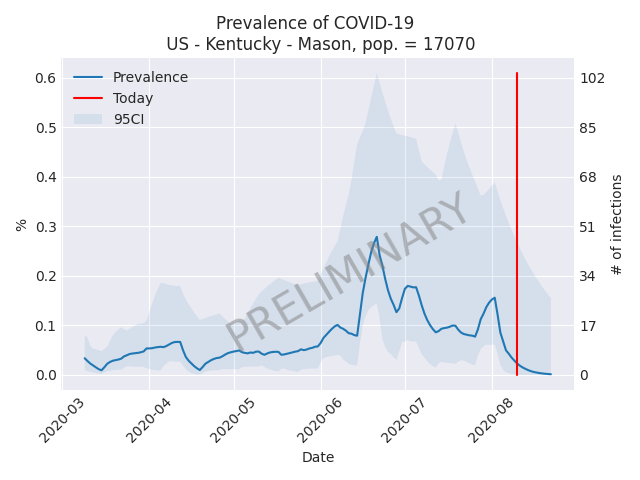 Prevalence of COVID-19
US - Kentucky - Mason, pop. = 17070
Prevalence
Today
95CI
PRELIMINARY
%
0.6
0.5
0.4
0.3
0.2
0.1
0.0
102
85
68
51
34
17
0
# of infections
2020-03
2020-04
2020-05
2020-06
2020-07
2020-08
Date